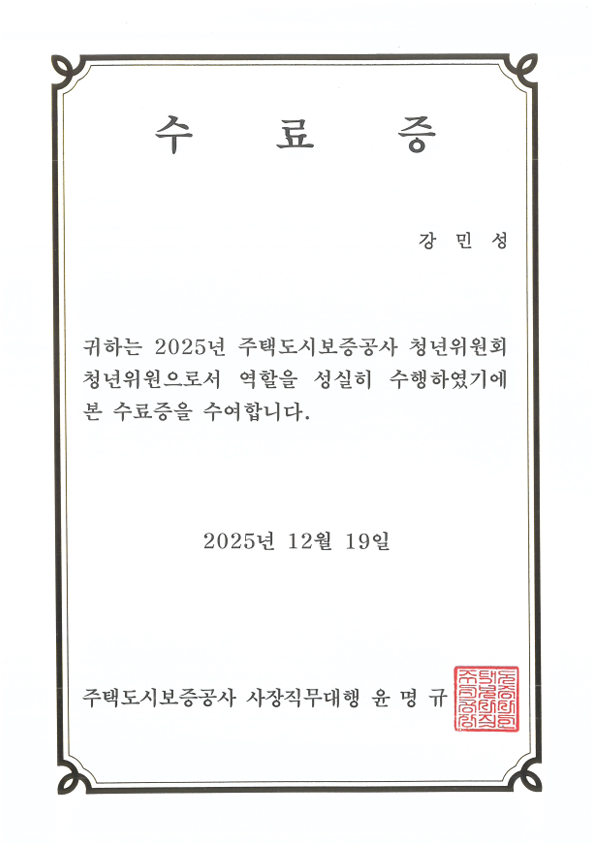 수 료 증
강 민 성
귀하는 2025년 주택도시보증공사 청년위원회
청년위원으로서 역할을 성실히 수행하였기에
본 수료증을 수여합니다.
2025년 12월 19일
주택도시보증공사 사장직무대행 윤 명 규